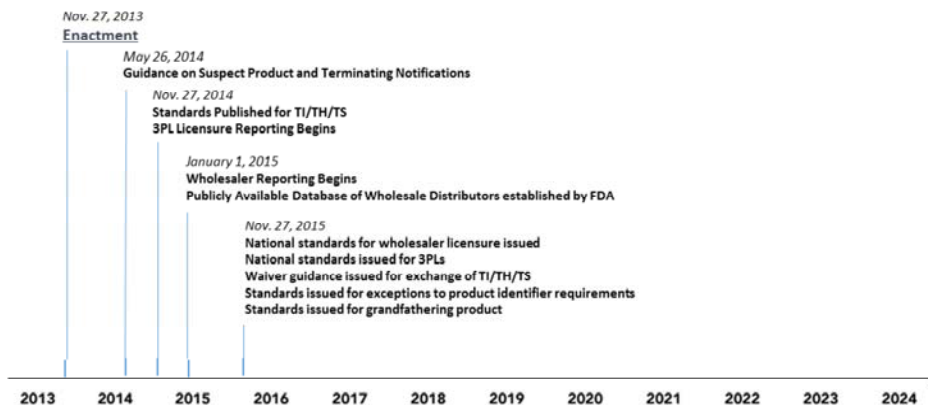 Nov. 27, 2013
Enactment
May 26, 2014
Guidance on Suspect Product and Terminating Notifications
Nov. 27, 2014
Standards Published for TI/TH/TS
3PL Licensure Reporting Begins
January 1, 2015
Wholesaler Reporting Begins
Publicly Available Database of Wholesale Distributors established by FDA
Nov. 27, 2015
National standards for wholesaler licensure issued
National standards issued for 3PLs
Waiver guidance issued for exchange of TI/TH/TS
Standards issued for exceptions to product identifier requirements
Standards issued for grandfathering product
2013 2014 2015 2016 2017 2018 2019 2020 2021 2022 2023 2024